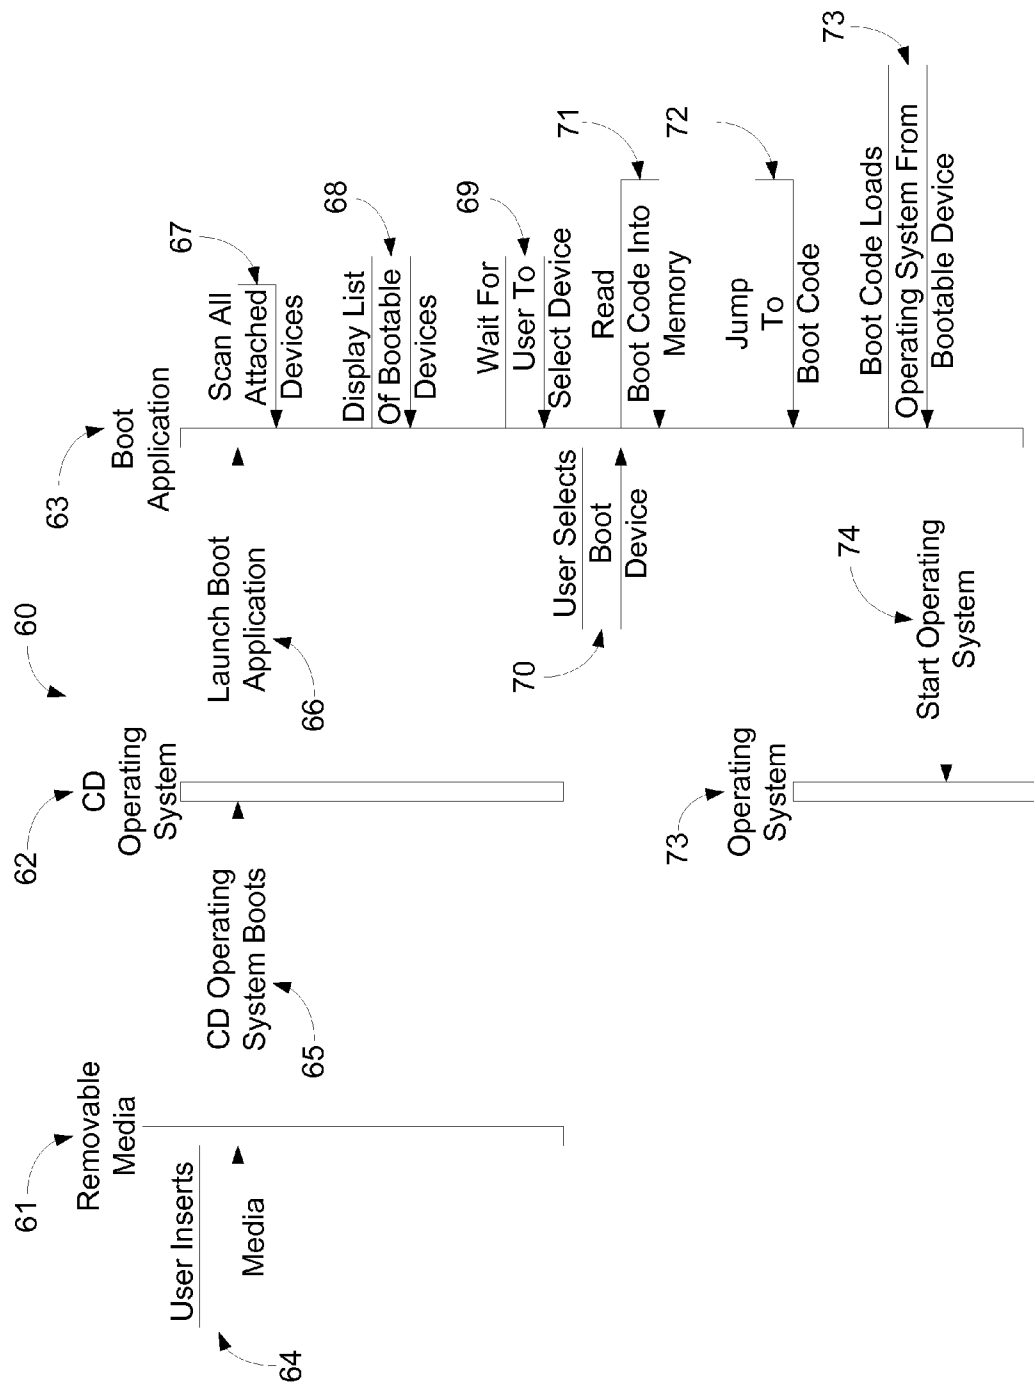 60
61
Removable
Media
62
CD
Operating
System
63
Boot
Application
User Inserts
Media
64
CD Operating
System Boots
65
Launch Boot
Application
66
Scan All
Attached
Devices
67
Display List
Of Bootable
Devices
68
Wait For
User To
Select Device
69
User Selects
Boot
Device
70
Read
Boot Code Into
Memory
71
Jump
To
Boot Code
72
73
Operating
System
Boot Code Loads
Operating System From
Bootable Device
73
Start Operating
System
74